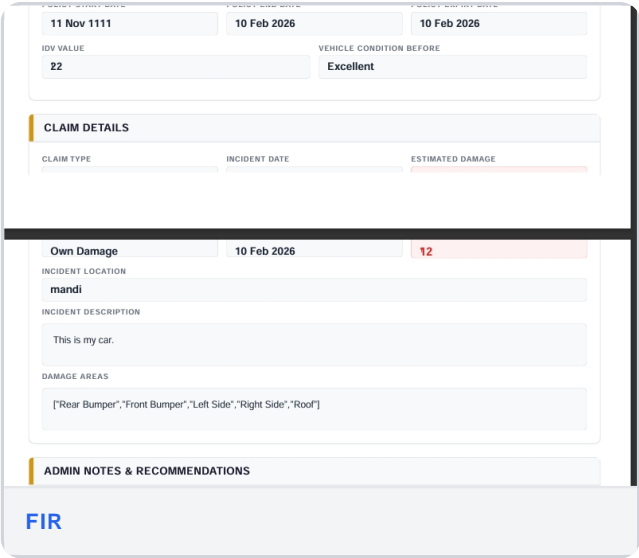 11 Nov 1111 10 Feb 2026 10 Feb 2026
IDV VALUE VEHICLE CONDITION BEFORE
22 Excellent
CLAIM DETAILS
CLAIM TYPE INCIDENT DATE ESTIMATED DAMAGE
Own Damage 10 Feb 2026
INCIDENT LOCATION
mandi
INCIDENT DESCRIPTION
This is my car.
DAMAGE AREAS
["Rear Bumper","Front Bumper","Left Side","Right Side","Roof"]
ADMIN NOTES & RECOMMENDATIONS
FIR